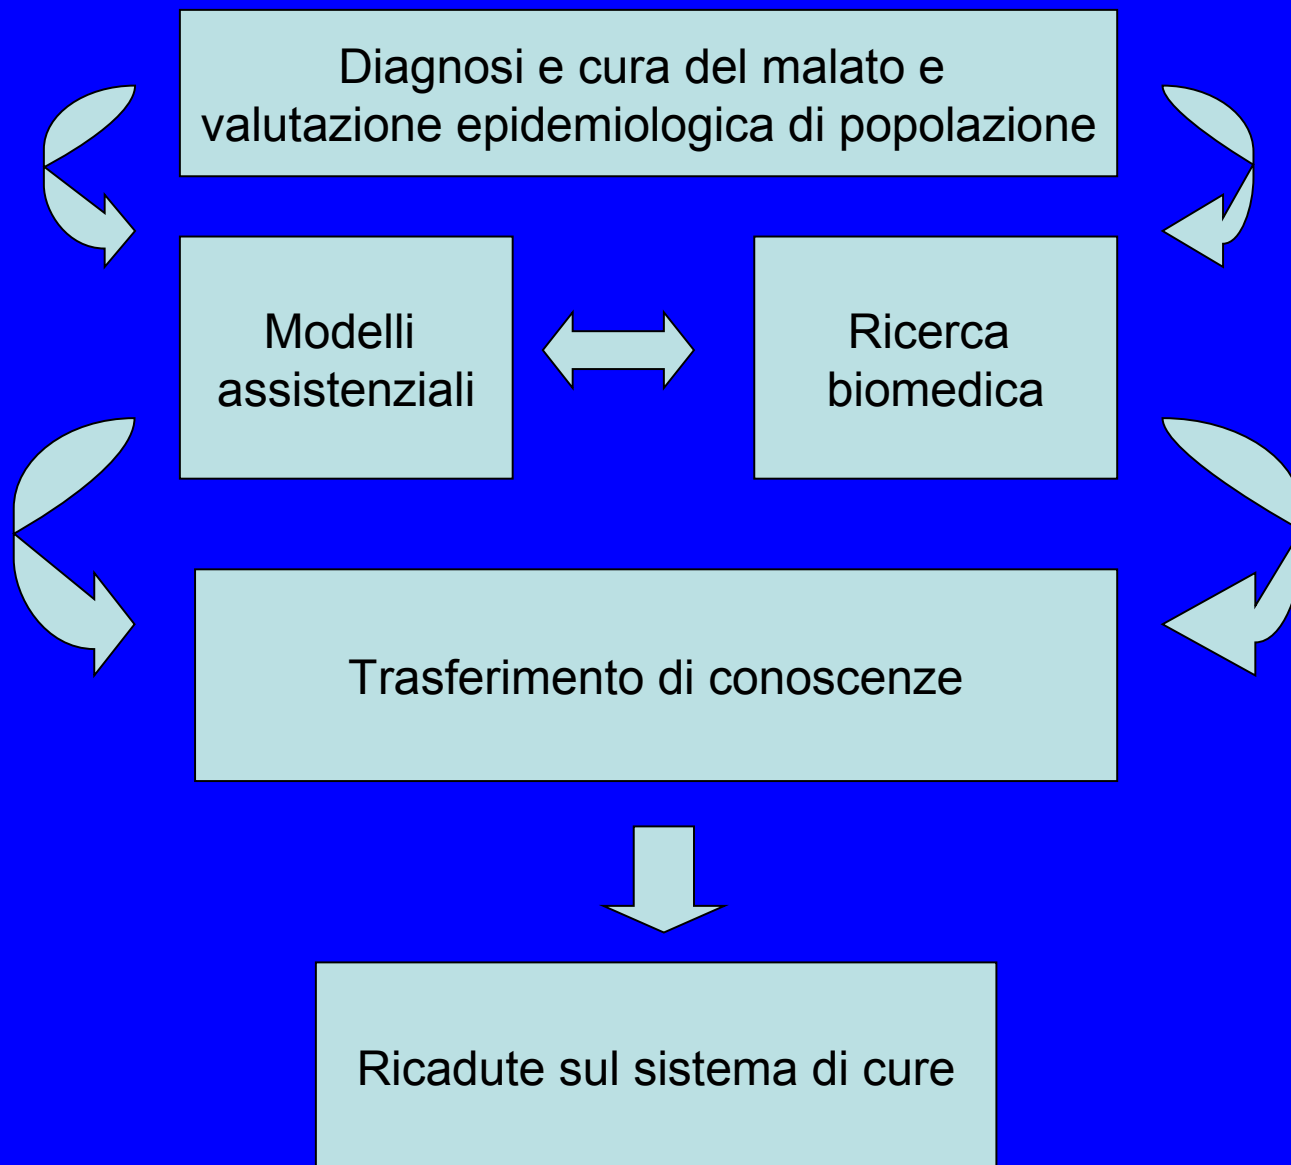 Diagnosi e cura del malato e
valutazione epidemiologica di popolazione
Modelli
assistenziali
Ricerca
biomedica
Trasferimento di conoscenze
Ricadute sul sistema di cure